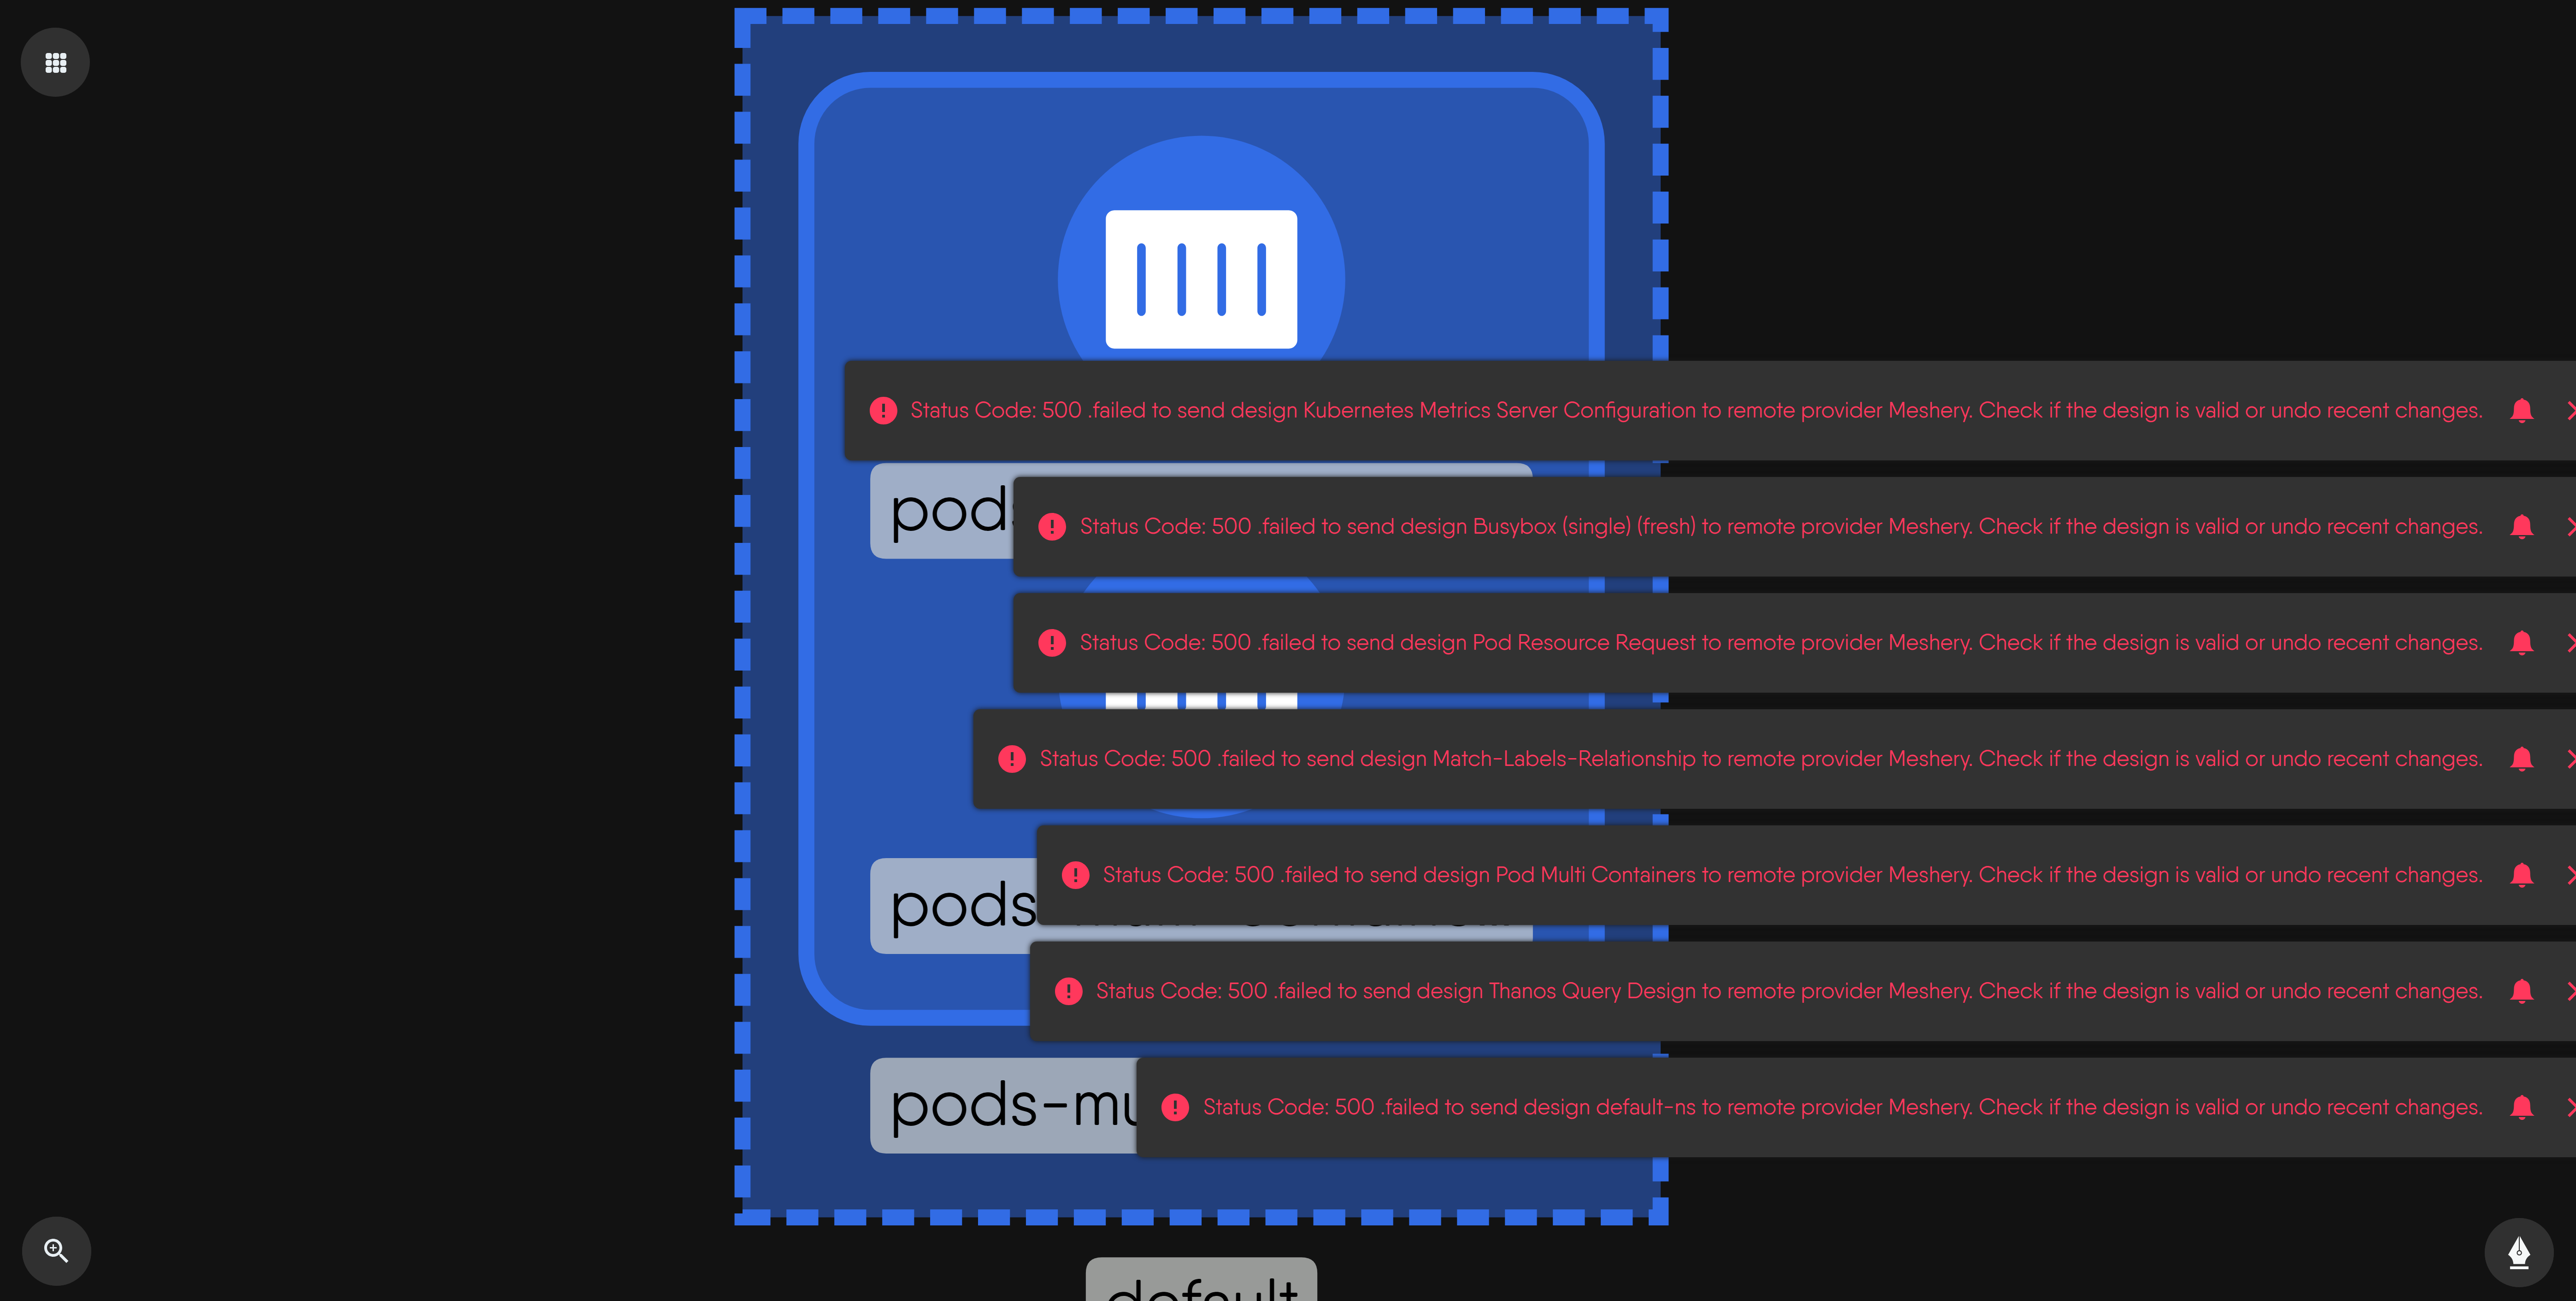 Status Code: 500 .failed to send design Kubernetes Metrics Server Configuration to remote provider Meshery. Check if the design is valid or undo recent changes.
Status Code: 500 .failed to send design Busybox (single) (fresh) to remote provider Meshery. Check if the design is valid or undo recent changes.
Status Code: 500 .failed to send design Pod Resource Request to remote provider Meshery. Check if the design is valid or undo recent changes.
Status Code: 500 .failed to send design Match-Labels-Relationship to remote provider Meshery. Check if the design is valid or undo recent changes.
pods
Status Code: 500 .failed to send design Pod Multi Containers to remote provider Meshery. Check if the design is valid or undo recent changes.
Status Code: 500 .failed to send design Thanos Query Design to remote provider Meshery. Check if the design is valid or undo recent changes.
pods-mu
Status Code: 500 .failed to send design default-ns to remote provider Meshery. Check if the design is valid or undo recent changes.
default